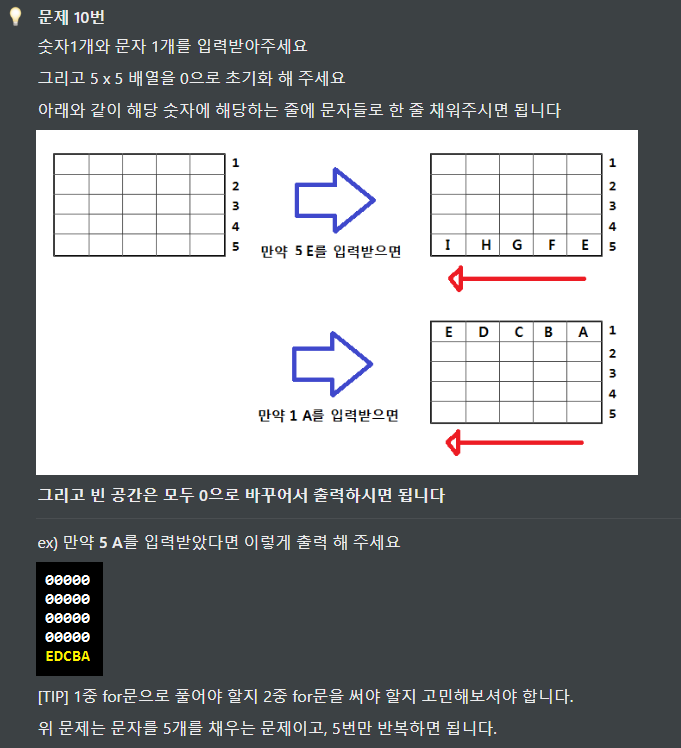 문제 10번
숫자1개와 문자 1개를 입력받아주세요
그리고 5 x 5 배열을 0으로 초기화 해 주세요
아래와 같이 해당 숫자에 해당하는 줄에 문자들로 한 줄 채워주시면 됩니다
1
2
3
4
5
만약 5 E를 입력받으면
1
2
3
4
I H G F E 5
만약 1 A를 입력받으면
E D C B A 1
2
3
4
5
그리고 빈 공간은 모두 0으로 바꾸어서 출력하시면 됩니다
ex) 만약 5 A를 입력받았다면 이렇게 출력 해 주세요
00000
00000
00000
00000
EDCBA
[TIP] 1중 for문으로 풀어야 할지 2중 for문을 써야 할지 고민해보셔야 합니다.
위 문제는 문자를 5개를 채우는 문제이고, 5번만 반복하면 됩니다.